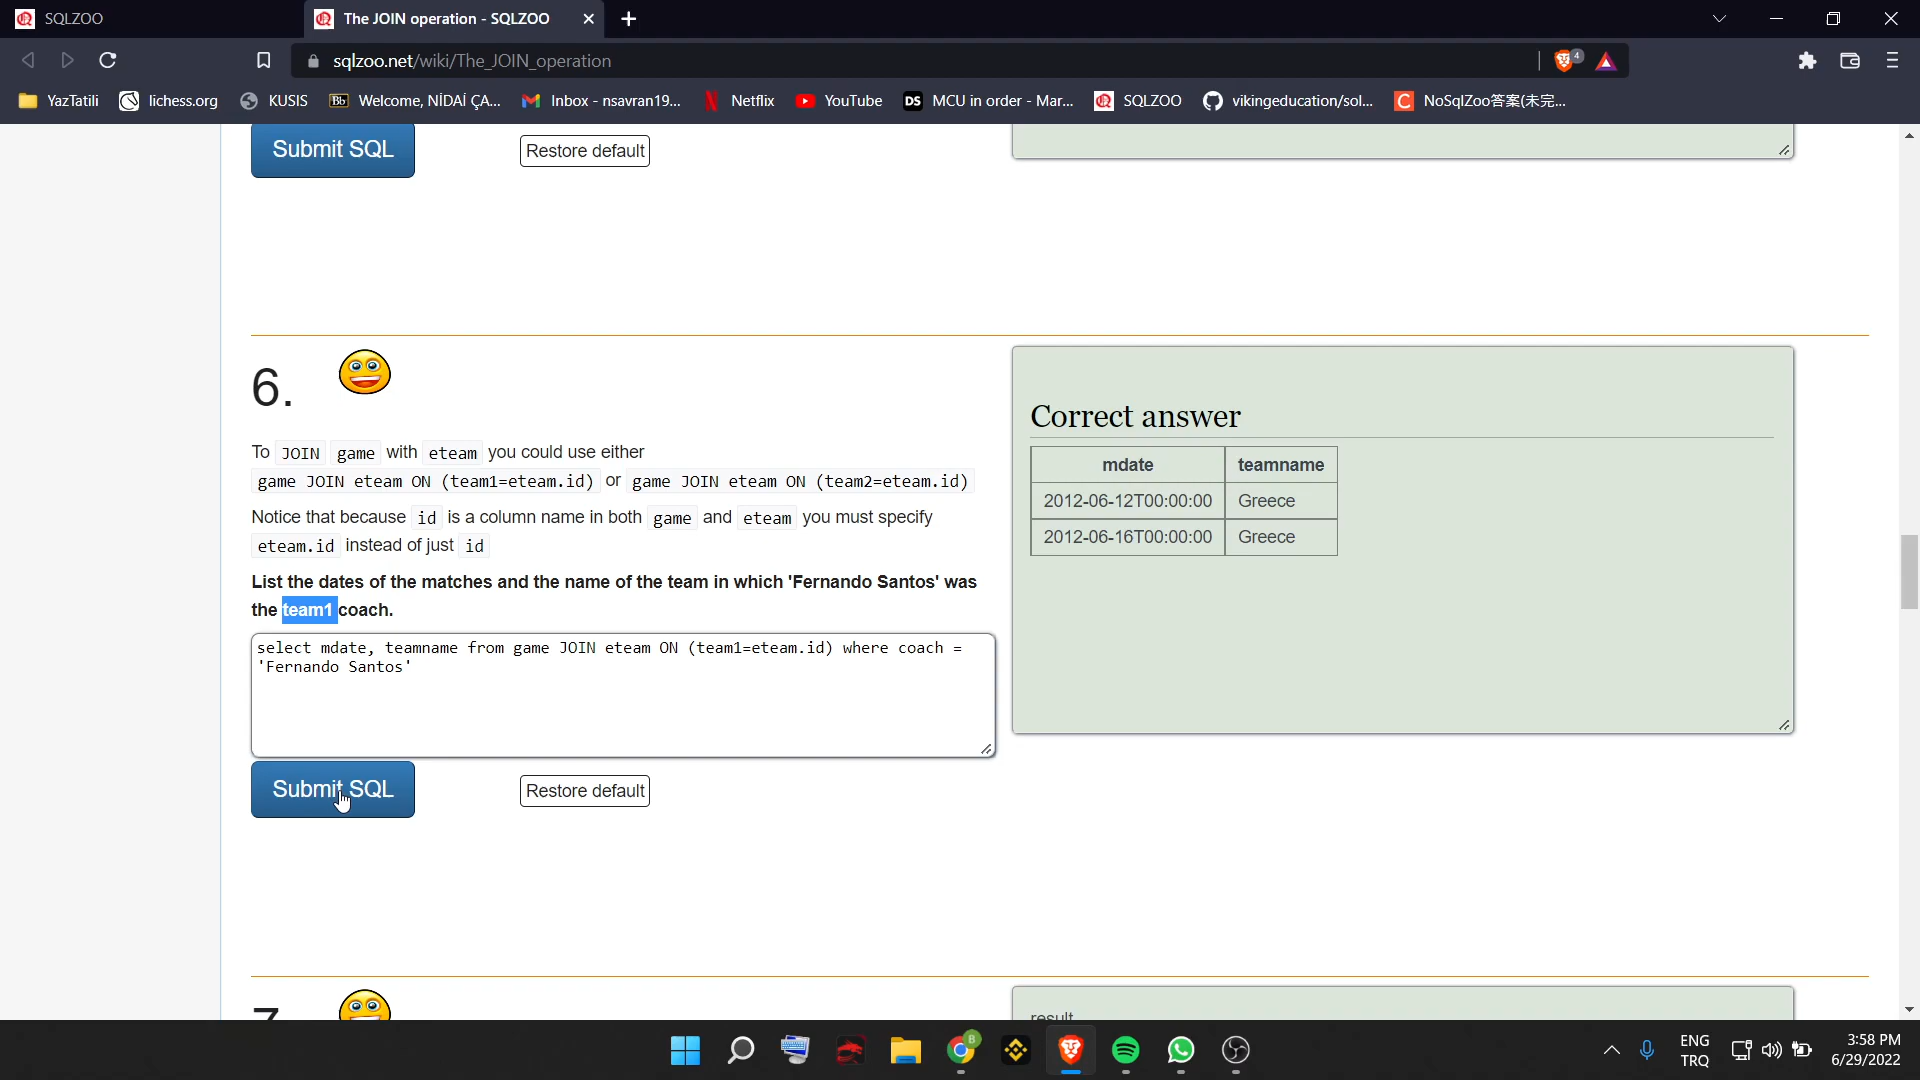 SQLZOO
The JOIN operation - SQLZOO
sqlzoo.net/wiki/The_JOIN_operation
4
YazTatili
lichess.org
KUSIS
Bb Welcome, NİDAİ ÇA...
Inbox - nsavran19...
Netflix
YouTube
DS MCU in order - Mar...
SQLZOO
vikingeducation/sol...
C NoSqlZoo答案(未完...
Submit SQL
Restore default
6.
To JOIN game with eteam you could use either
game JOIN eteam ON (team1=eteam.id) or game JOIN eteam ON (team2=eteam.id)
Notice that because id is a column name in both game and eteam you must specify
eteam.id instead of just id
List the dates of the matches and the name of the team in which 'Fernando Santos' was
the team1 coach.
select mdate, teamname from game JOIN eteam ON (team1=eteam.id) where coach =
'Fernando Santos'
Submit SQL
Restore default
Correct answer
mdate teamname
2012-06-12T00:00:00 Greece
2012-06-16T00:00:00 Greece
7.
result
B
ENG
TRQ
3:58 PM
6/29/2022